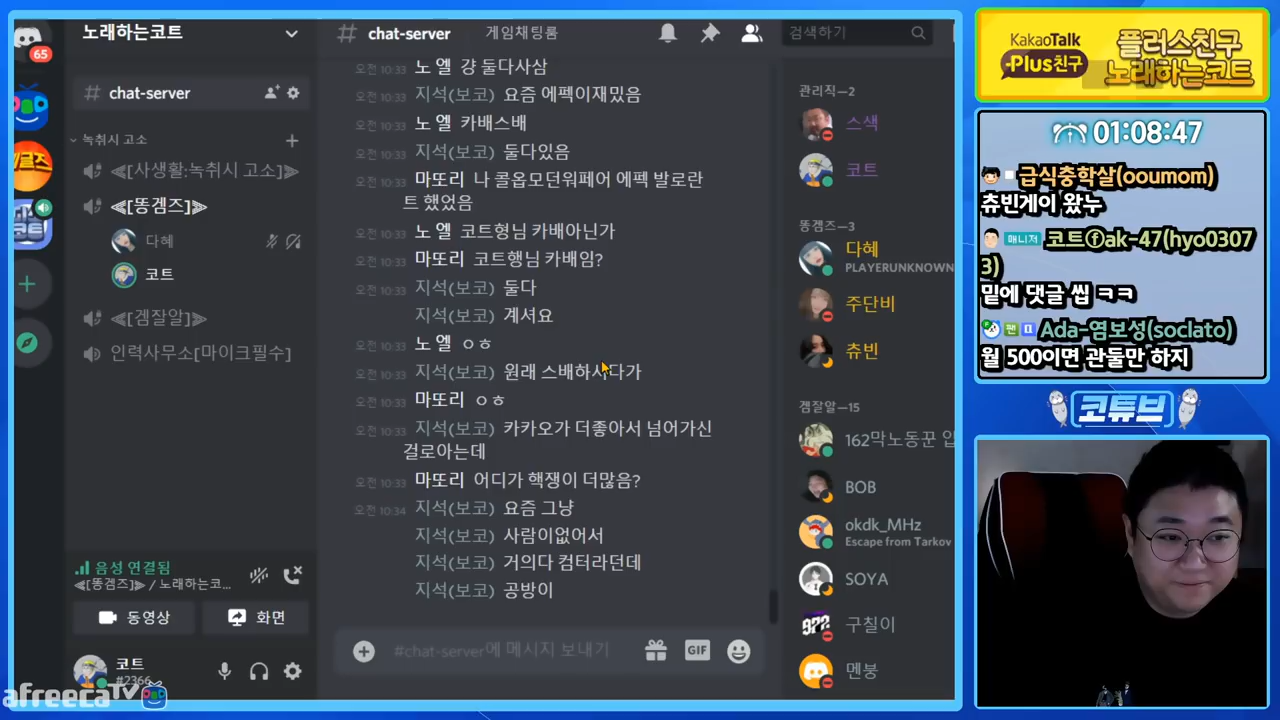 65
노래하는코트
# chat-server
녹취시 고소
≪[사생활:녹취시 고소]≫
≪[똥겜즈]≫
다혜
코트
≪[겜잘알]≫
인력사무소[마이크필수]
음성 연결됨
≪[똥겜즈]≫ / 노래하는코...
동영상
화면
코트
#2366
afreecaTV
# chat-server 게임채팅룸
검색하기
오전 10:33 노 엘 걍 둘다사삼
오전 10:33 지석(보코) 요즘 에펙이재밌음
오전 10:33 노 엘 카배스배
오전 10:33 지석(보코) 둘다있음
오전 10:33 마또리 나 콜옵모던워페어 에펙 발로란
트 했었음
오전 10:33 노 엘 코트형님 카배아닌가
오전 10:33 마또리 코트행님 카배임?
오전 10:33 지석(보코) 둘다
지석(보코) 계셔요
오전 10:33 노 엘 ㅇㅎ
오전 10:33 지석(보코) 원래 스배하시다가
오전 10:33 마또리 ㅇㅎ
오전 10:33 지석(보코) 카카오가 더좋아서 넘어가신
걸로아는데
오전 10:33 마또리 어디가 핵쟁이 더많음?
오전 10:34 지석(보코) 요즘 그냥
지석(보코) 사람이없어서
지석(보코) 거의다 컴터라던데
지석(보코) 공방이
#chat-server에 메시지 보내기
GIF
관리직—2
스색
코트
똥겜즈—3
다혜
PLAYERUNKNOWN
주단비
츄빈
겜잘알—15
162막노동꾼 입
BOB
okdk_MHz
Escape from Tarkov
SOYA
구칠이
멘붕
KakaoTalk
Plus친구
플러스친구
노래하는코트
01:08:47
급식충학살(ooumom)
츄빈게이 왔누
매니저 코트ⓕak-47(hyo0307
3)
밑에 댓글 씹 ㅋㅋ
팬 Ada-염보성(soclato)
월 500이면 관둘만 하지
코튜브